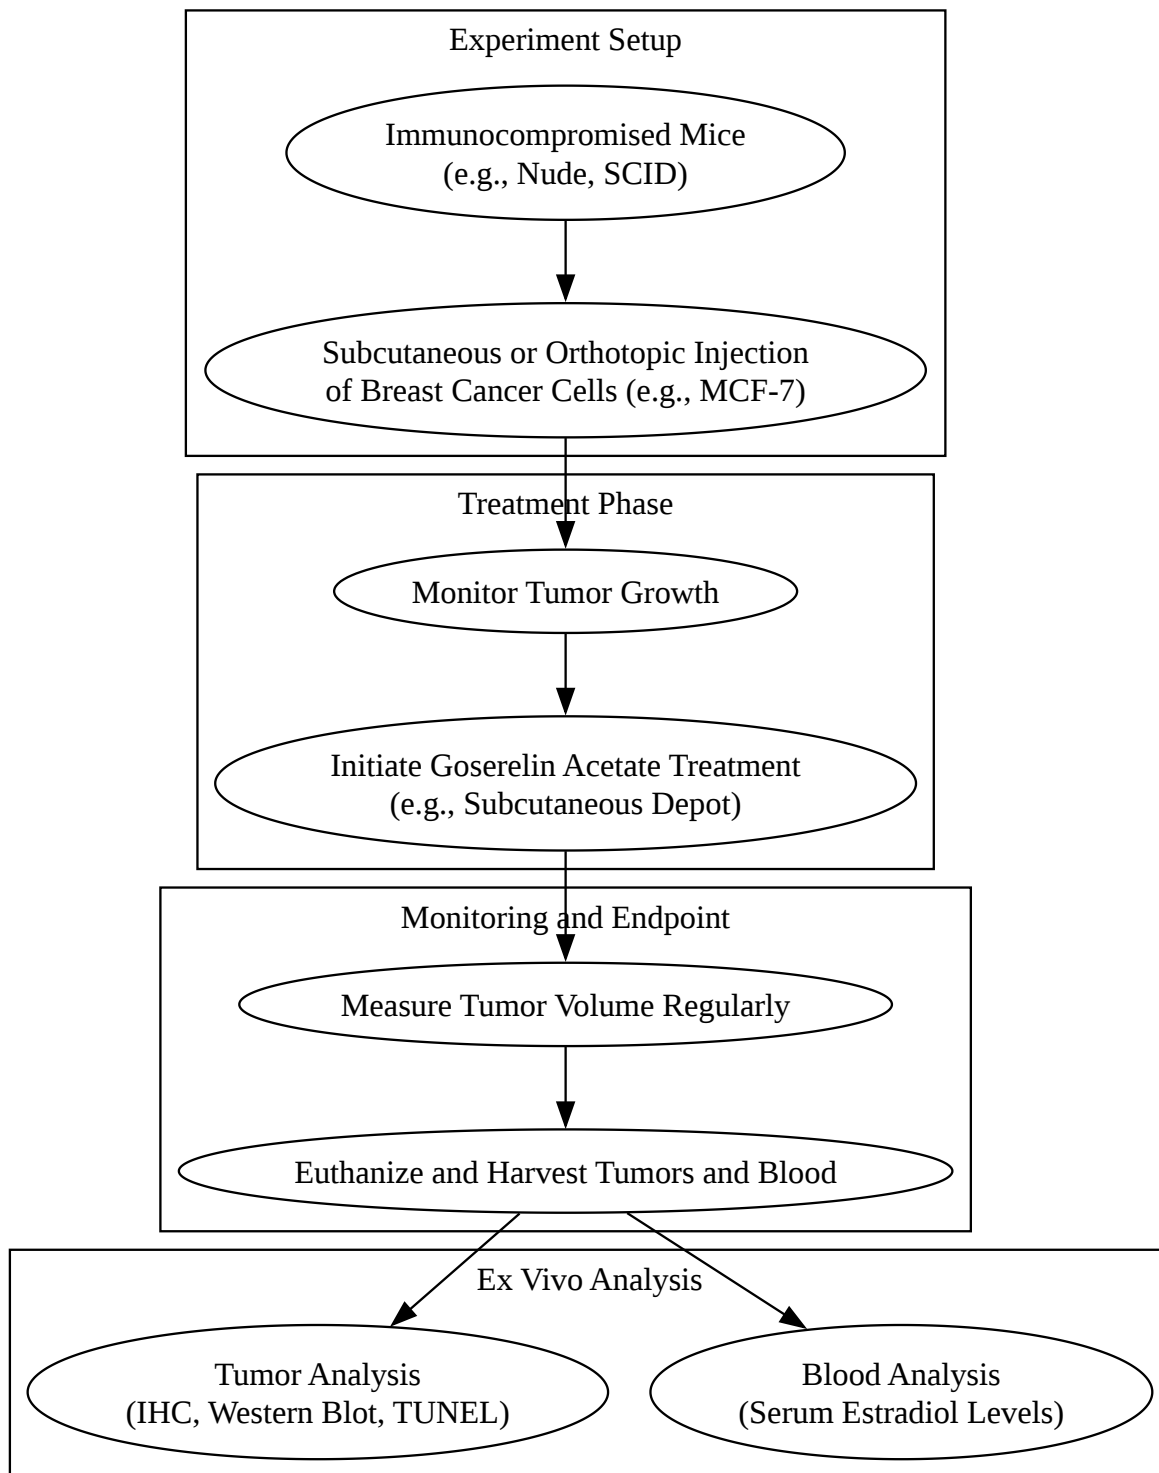 Experiment Setup
Immunocompromised Mice
(e.g., Nude, SCID)
Subcutaneous or Orthotopic Injection
of Breast Cancer Cells (e.g., MCF-7)
Treatment Phase
Monitor Tumor Growth
Initiate Goserelin Acetate Treatment
(e.g., Subcutaneous Depot)
Monitoring and Endpoint
Measure Tumor Volume Regularly
Euthanize and Harvest Tumors and Blood
Ex Vivo Analysis
Tumor Analysis
(IHC, Western Blot, TUNEL)
Blood Analysis
(Serum Estradiol Levels)